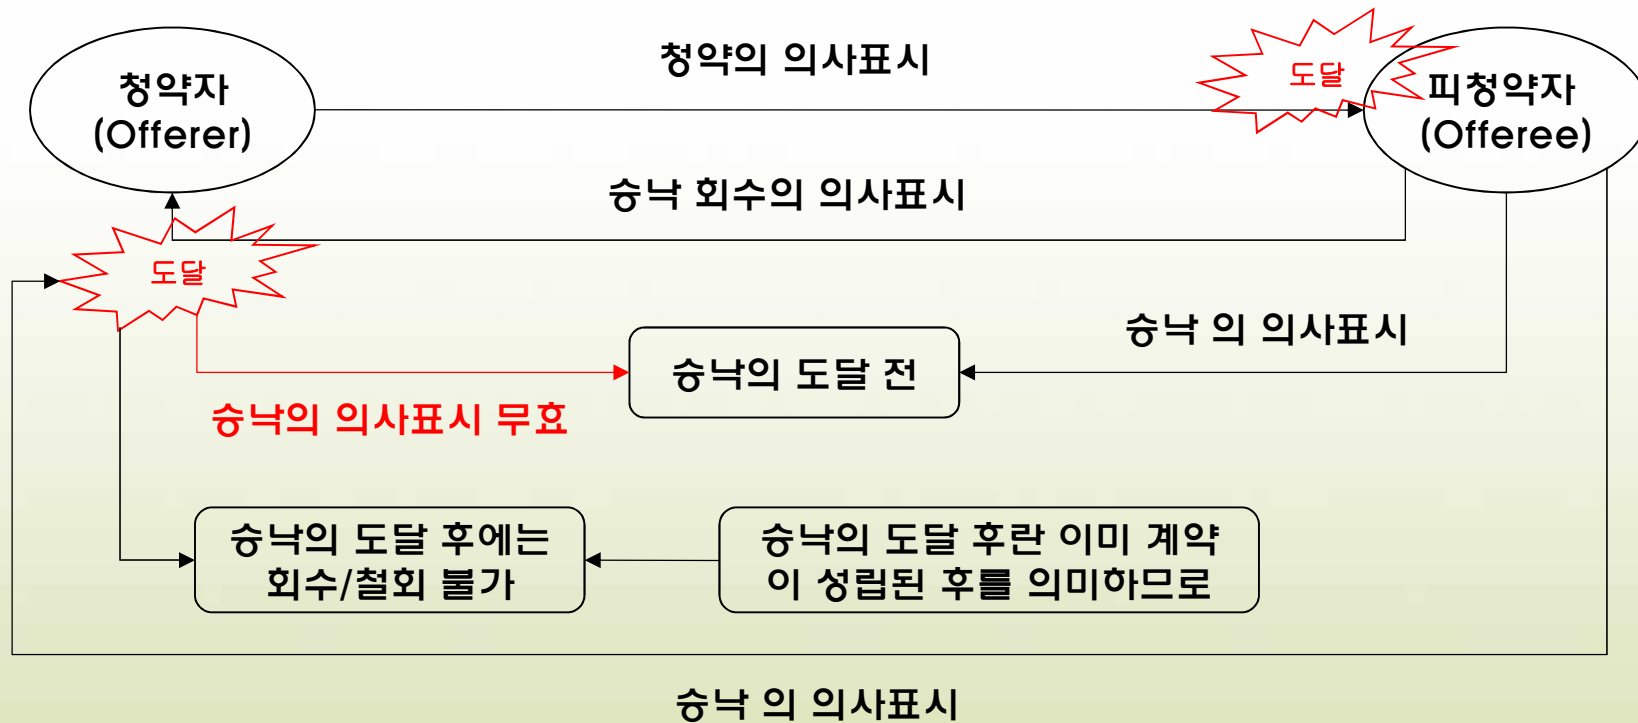 청약의 의사표시
도달
청약자
(Offerer)
피청약자
(Offeree)
승낙 회수의 의사표시
도달
승낙 의 의사표시
승낙의 도달 전
승낙의 의사표시 무효
승낙의 도달 후에는
회수/철회 불가
승낙의 도달 후란 이미 계약
이 성립된 후를 의미하므로
승낙 의 의사표시